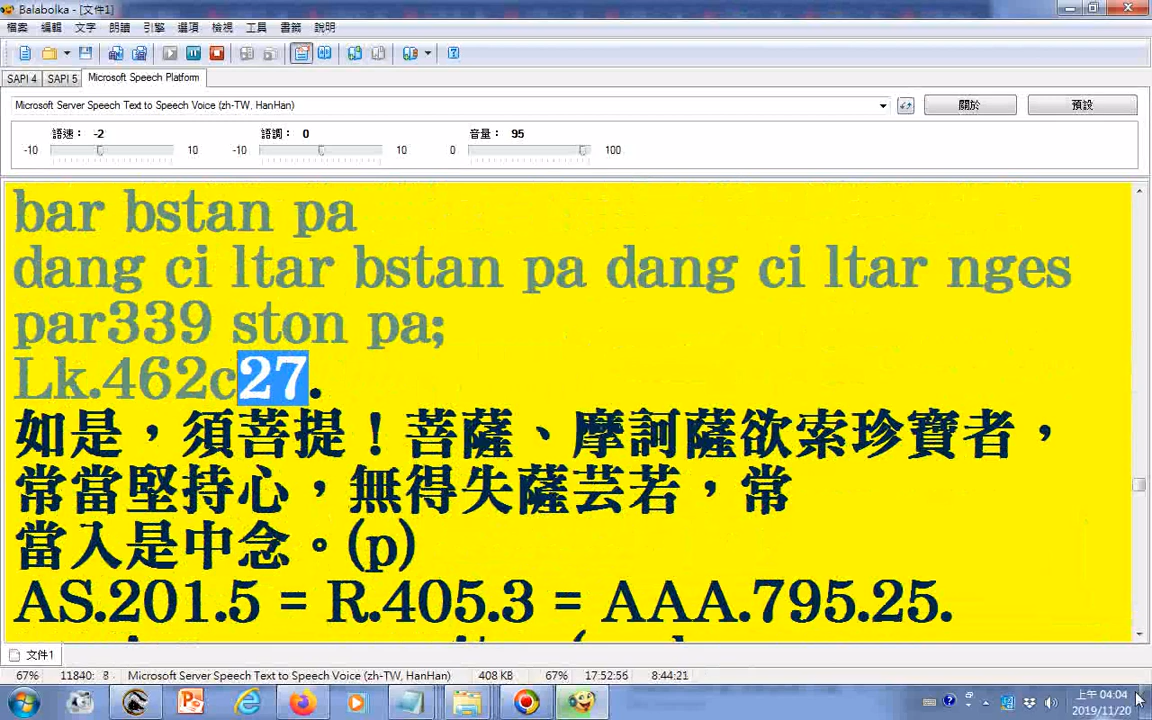 Balabolka - [文件1]
檔案 編輯 文字 朗讀 引擎 選項 檢視 工具 書籤 說明
SAPI 4 SAPI 5 Microsoft Speech Platform
Microsoft Server Speech Text to Speech Voice (zh-TW, HanHan) 關於 預設
語速： -2 語調： 0 音量： 95
-10 10 -10 10 0 100
bar bstan pa
dang ci ltar bstan pa dang ci ltar nges
par339 ston pa;
Lk.462c27.
如是，須菩提！菩薩、摩訶薩欲索珍寶者，
常當堅持心，無得失薩芸若，常
當入是中念。(p)
AS.201.5 = R.405.3 = AAA.795.25.
文件1
67% 11840: 8 Microsoft Server Speech Text to Speech Voice (zh-TW, HanHan) 408 KB 67% 17:52:56 8:44:21
上午 04:04
2019/11/20